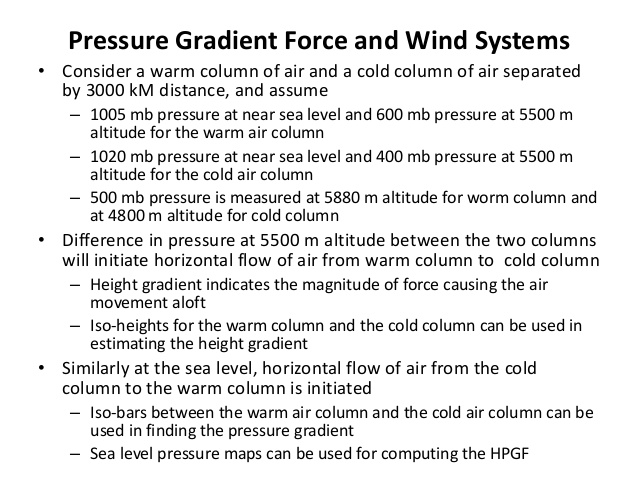 Pressure Gradient Force and Wind Systems
• Consider a warm column of air and a cold column of air separated
by 3000 kM distance, and assume
– 1005 mb pressure at near sea level and 600 mb pressure at 5500 m
altitude for the warm air column
– 1020 mb pressure at near sea level and 400 mb pressure at 5500 m
altitude for the cold air column
– 500 mb pressure is measured at 5880 m altitude for worm column and
at 4800 m altitude for cold column
• Difference in pressure at 5500 m altitude between the two columns
will initiate horizontal flow of air from warm column to cold column
– Height gradient indicates the magnitude of force causing the air
movement aloft
– Iso-heights for the warm column and the cold column can be used in
estimating the height gradient
• Similarly at the sea level, horizontal flow of air from the cold
column to the warm column is initiated
– Iso-bars between the warm air column and the cold air column can be
used in finding the pressure gradient
– Sea level pressure maps can be used for computing the HPGF